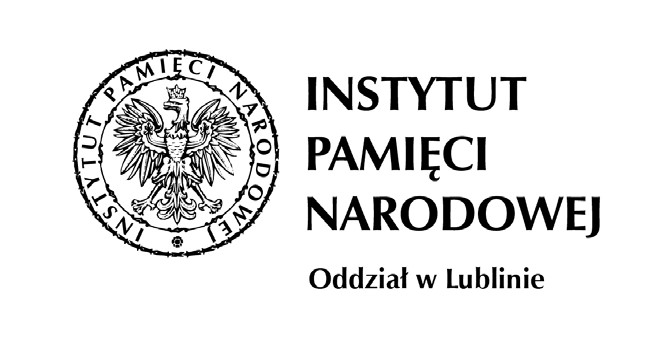 INSTYTUT PAMIĘCI NARODOWEJ
INSTYTUT
PAMIĘCI
NARODOWEJ
Oddział w Lublinie